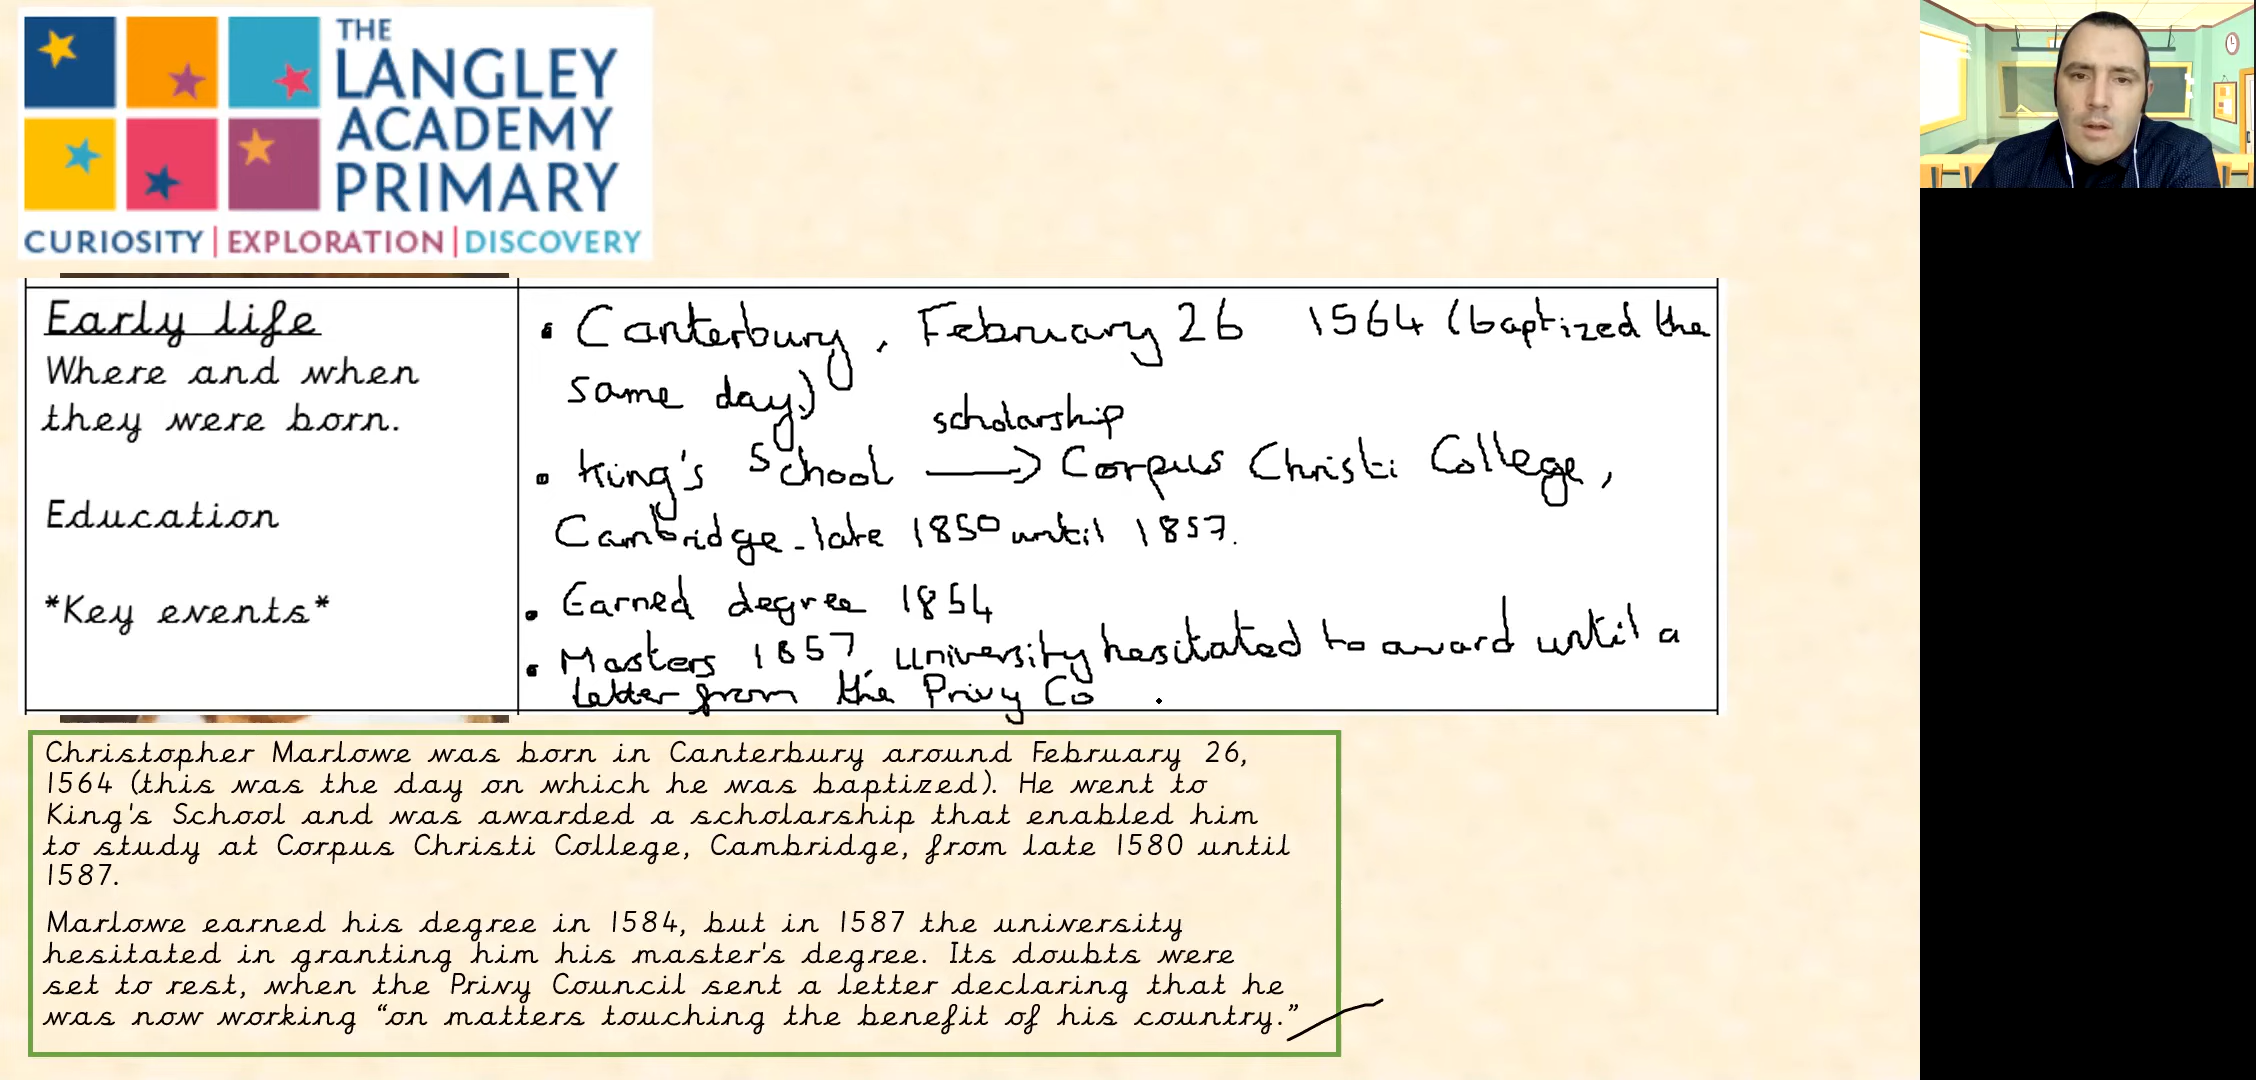 THE
LANGLEY
ACADEMY
PRIMARY
CURIOSITY | EXPLORATION | DISCOVERY
Early life
Where and when
they were born.
Education
*Key events*
• Canterbury, February 26 1564 (baptized the
same day.)
scholarship
• King's School → Corpus Christi College,
Cambridge - late 1850 until 1857.
• Earned degree 1854
• Masters 1857, university hesitated to award until a
letter from the Privy Co
Christopher Marlowe was born in Canterbury around February 26,
1564 (this was the day on which he was baptized). He went to
King's School and was awarded a scholarship that enabled him
to study at Corpus Christi College, Cambridge, from late 1580 until
1587.
Marlowe earned his degree in 1584, but in 1587 the university
hesitated in granting him his master's degree. Its doubts were
set to rest, when the Privy Council sent a letter declaring that he
was now working “on matters touching the benefit of his country.”